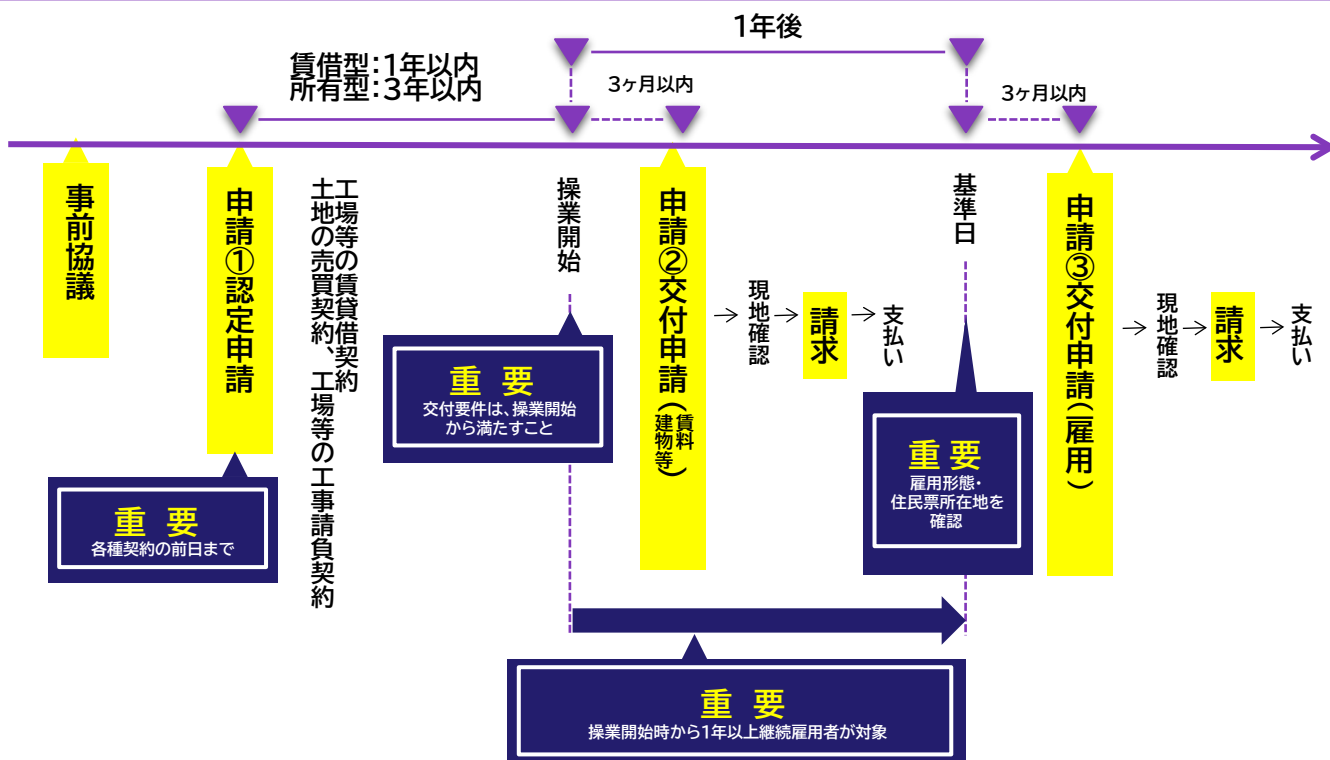 1年後
賃借型:1年以内
所有型:3年以内
3ヶ月以内
3ヶ月以内
事前協議
申請①認定申請
工場等の賃貸借契約
土地の売買契約、工場等の工事請負契約
操業開始
申請②交付申請(賃料
建物等)
→現地確認→請求→支払い
基準日
申請③交付申請(雇用)
→現地確認→請求→支払い
重要
各種契約の前日まで
重要
交付要件は、操業開始
から満たすこと
重要
雇用形態・
住民票所在地を
確認
重要
操業開始時から1年以上継続雇用者が対象